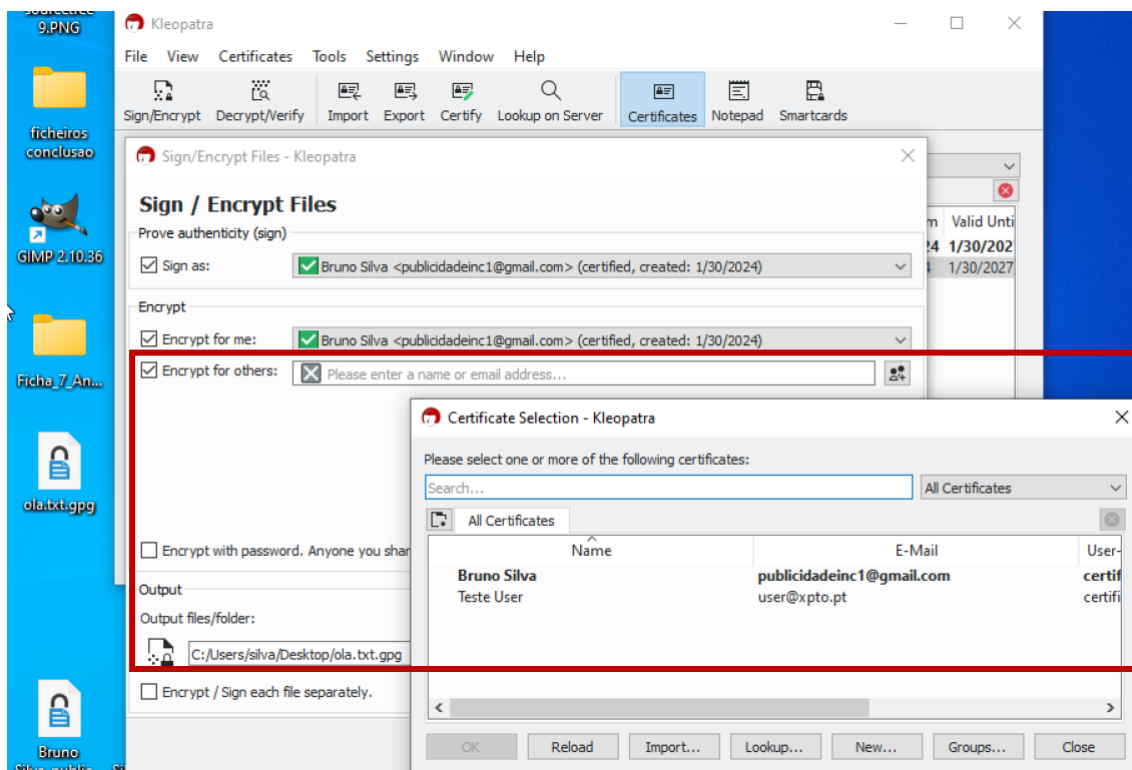 9.PNG
ficheiros
conclusao
GIMP 2.10.36
Ficha_7_An...
ola.txt.gpg
Bruno
Kleopatra
File View Certificates Tools Settings Window Help
Sign/Encrypt Decrypt/Verify Import Export Certify Lookup on Server Certificates Notepad Smartcards
Valid Unti
24 1/30/202
1/30/2027
Sign/Encrypt Files - Kleopatra
Sign / Encrypt Files
Prove authenticity (sign)
Sign as: Bruno Silva <publicidadeinc1@gmail.com> (certified, created: 1/30/2024)
Encrypt
Encrypt for me: Bruno Silva <publicidadeinc1@gmail.com> (certified, created: 1/30/2024)
Encrypt for others: Please enter a name or email address...
Encrypt with password. Anyone you shar
Output
Output files/folder:
C:/Users/silva/Desktop/ola.txt.gpg
Encrypt / Sign each file separately.
Certificate Selection - Kleopatra
Please select one or more of the following certificates:
Search... All Certificates
All Certificates
Name E-Mail User-
Bruno Silva publicidadeinc1@gmail.com certif
Teste User user@xpto.pt certifi
OK Reload Import... Lookup... New... Groups... Close